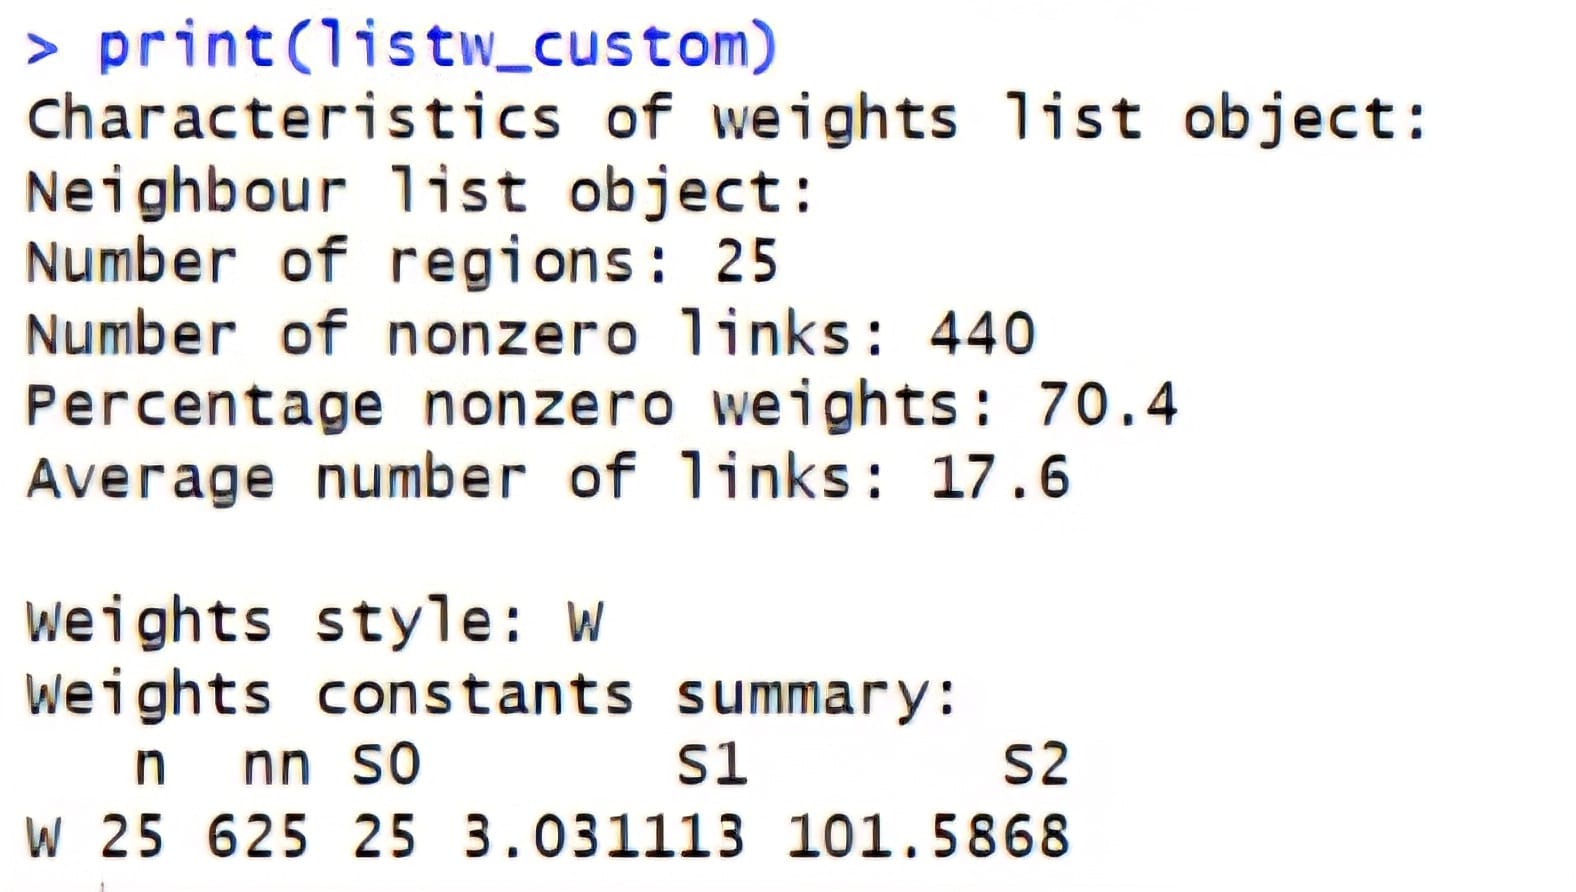 > print(listw_custom)
Characteristics of weights list object:
Neighbour list object:
Number of regions: 25
Number of nonzero links: 440
Percentage nonzero weights: 70.4
Average number of links: 17.6

Weights style: W
Weights constants summary:
   n  nn S0       S1       S2
W 25 625 25 3.031113 101.5868